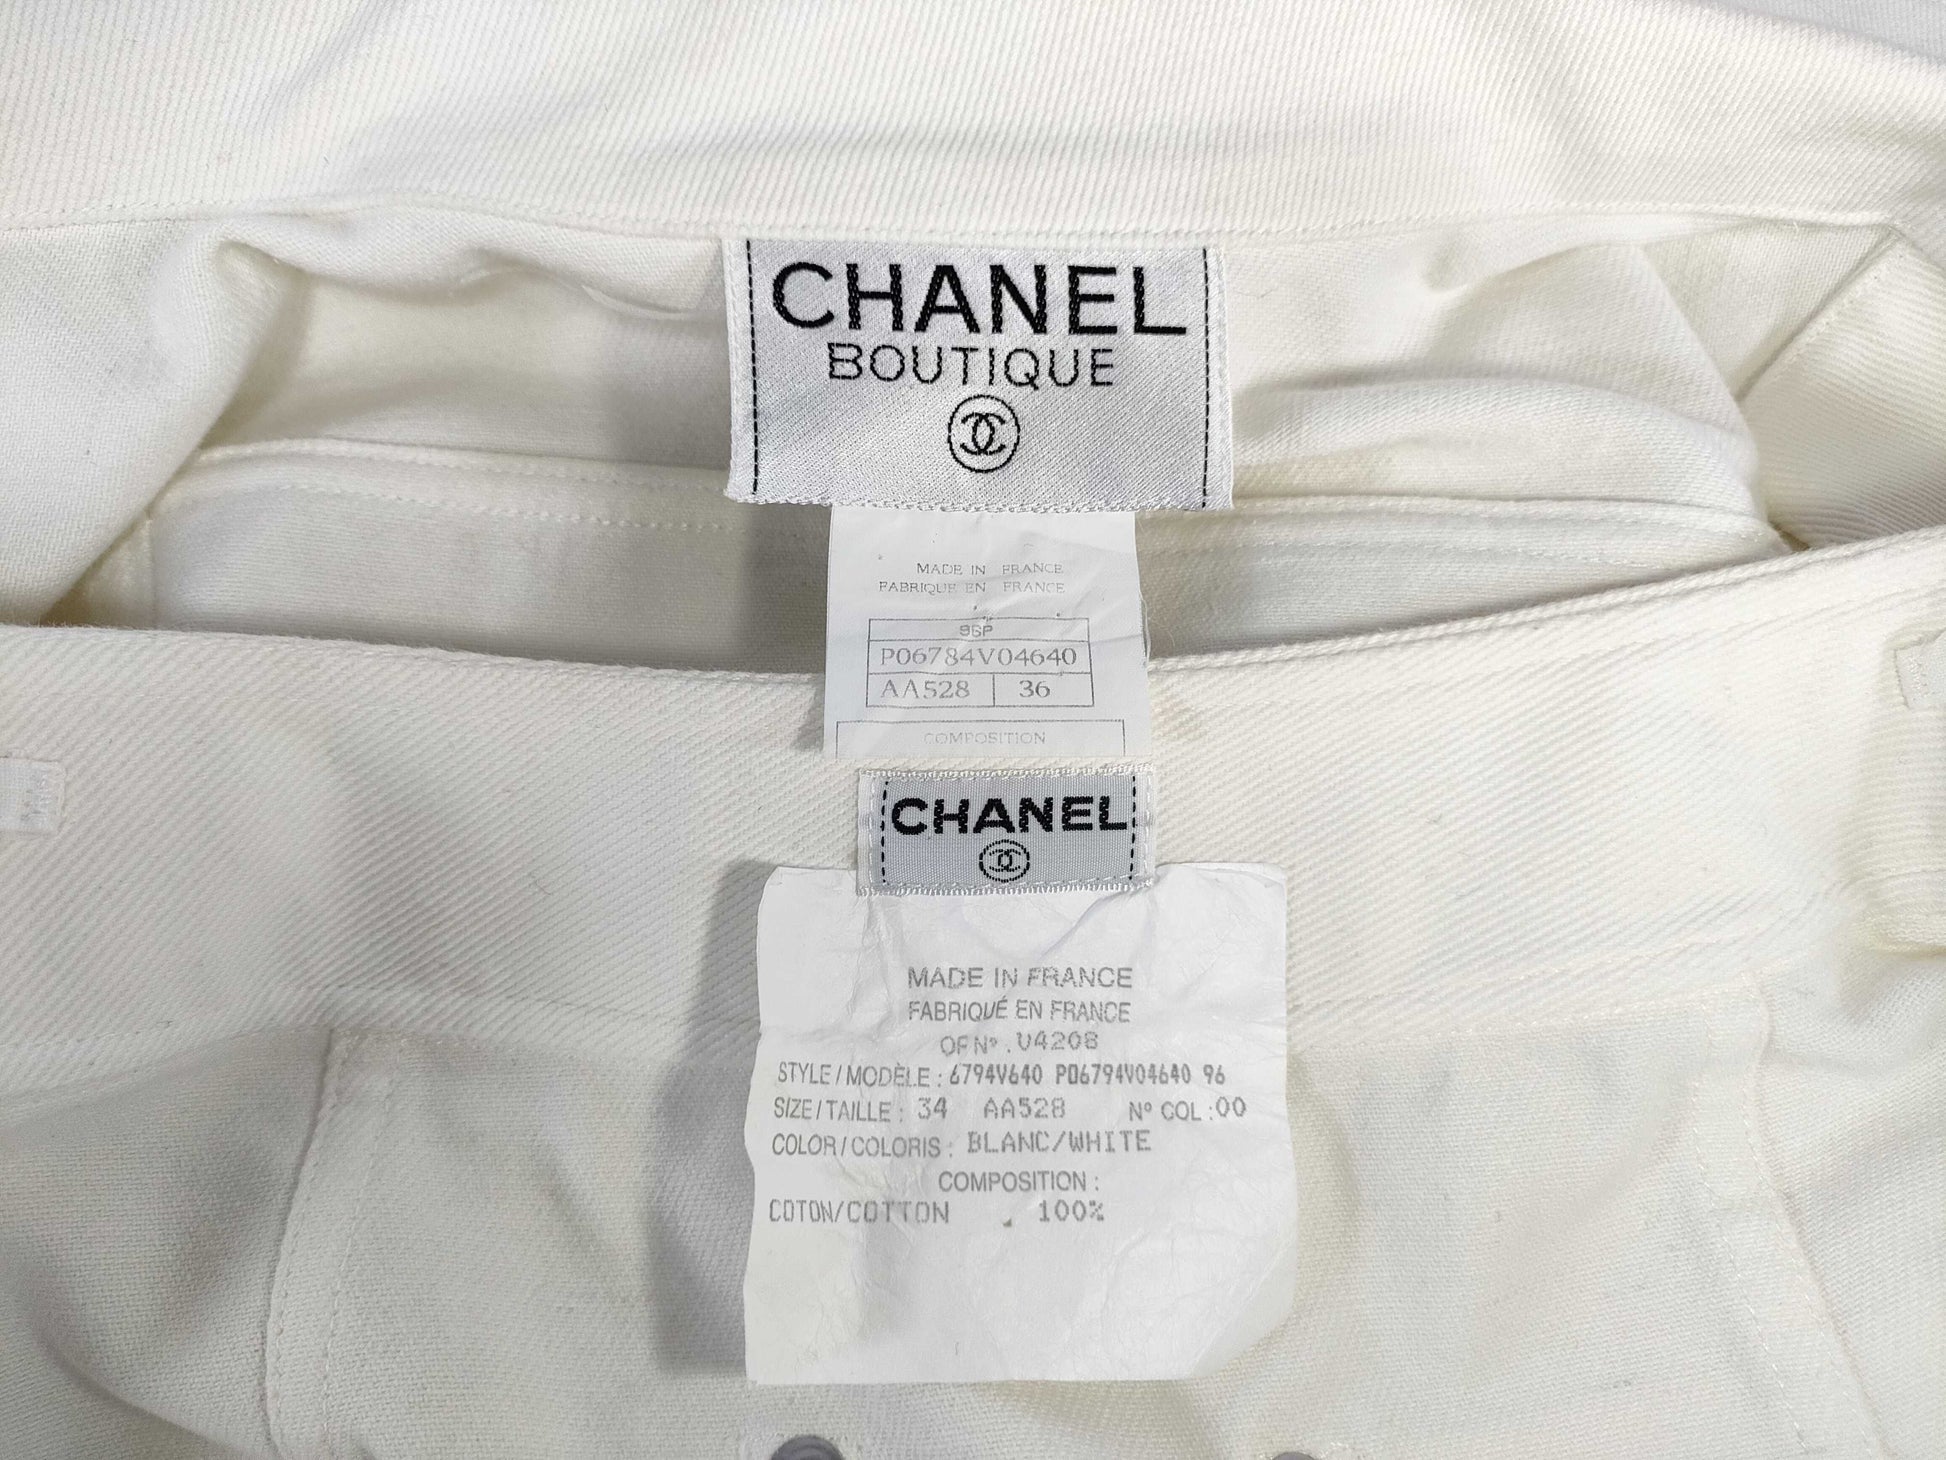 CHANEL
BOUTIQUE
MADE IN FRANCE
FABRIQUE EN FRANCE
96P
P06784V04640
AA528 36
COMPOSITION
CHANEL
MADE IN FRANCE
FABRIQUÉ EN FRANCE
OF Nº . V4208
STYLE/MODÈLE : 6794V640 P06794V04640 96
SIZE/TAILLE : 34 AA528 Nº COL :00
COLOR/COLORIS : BLANC/WHITE
COMPOSITION :
COTON/COTTON 100%